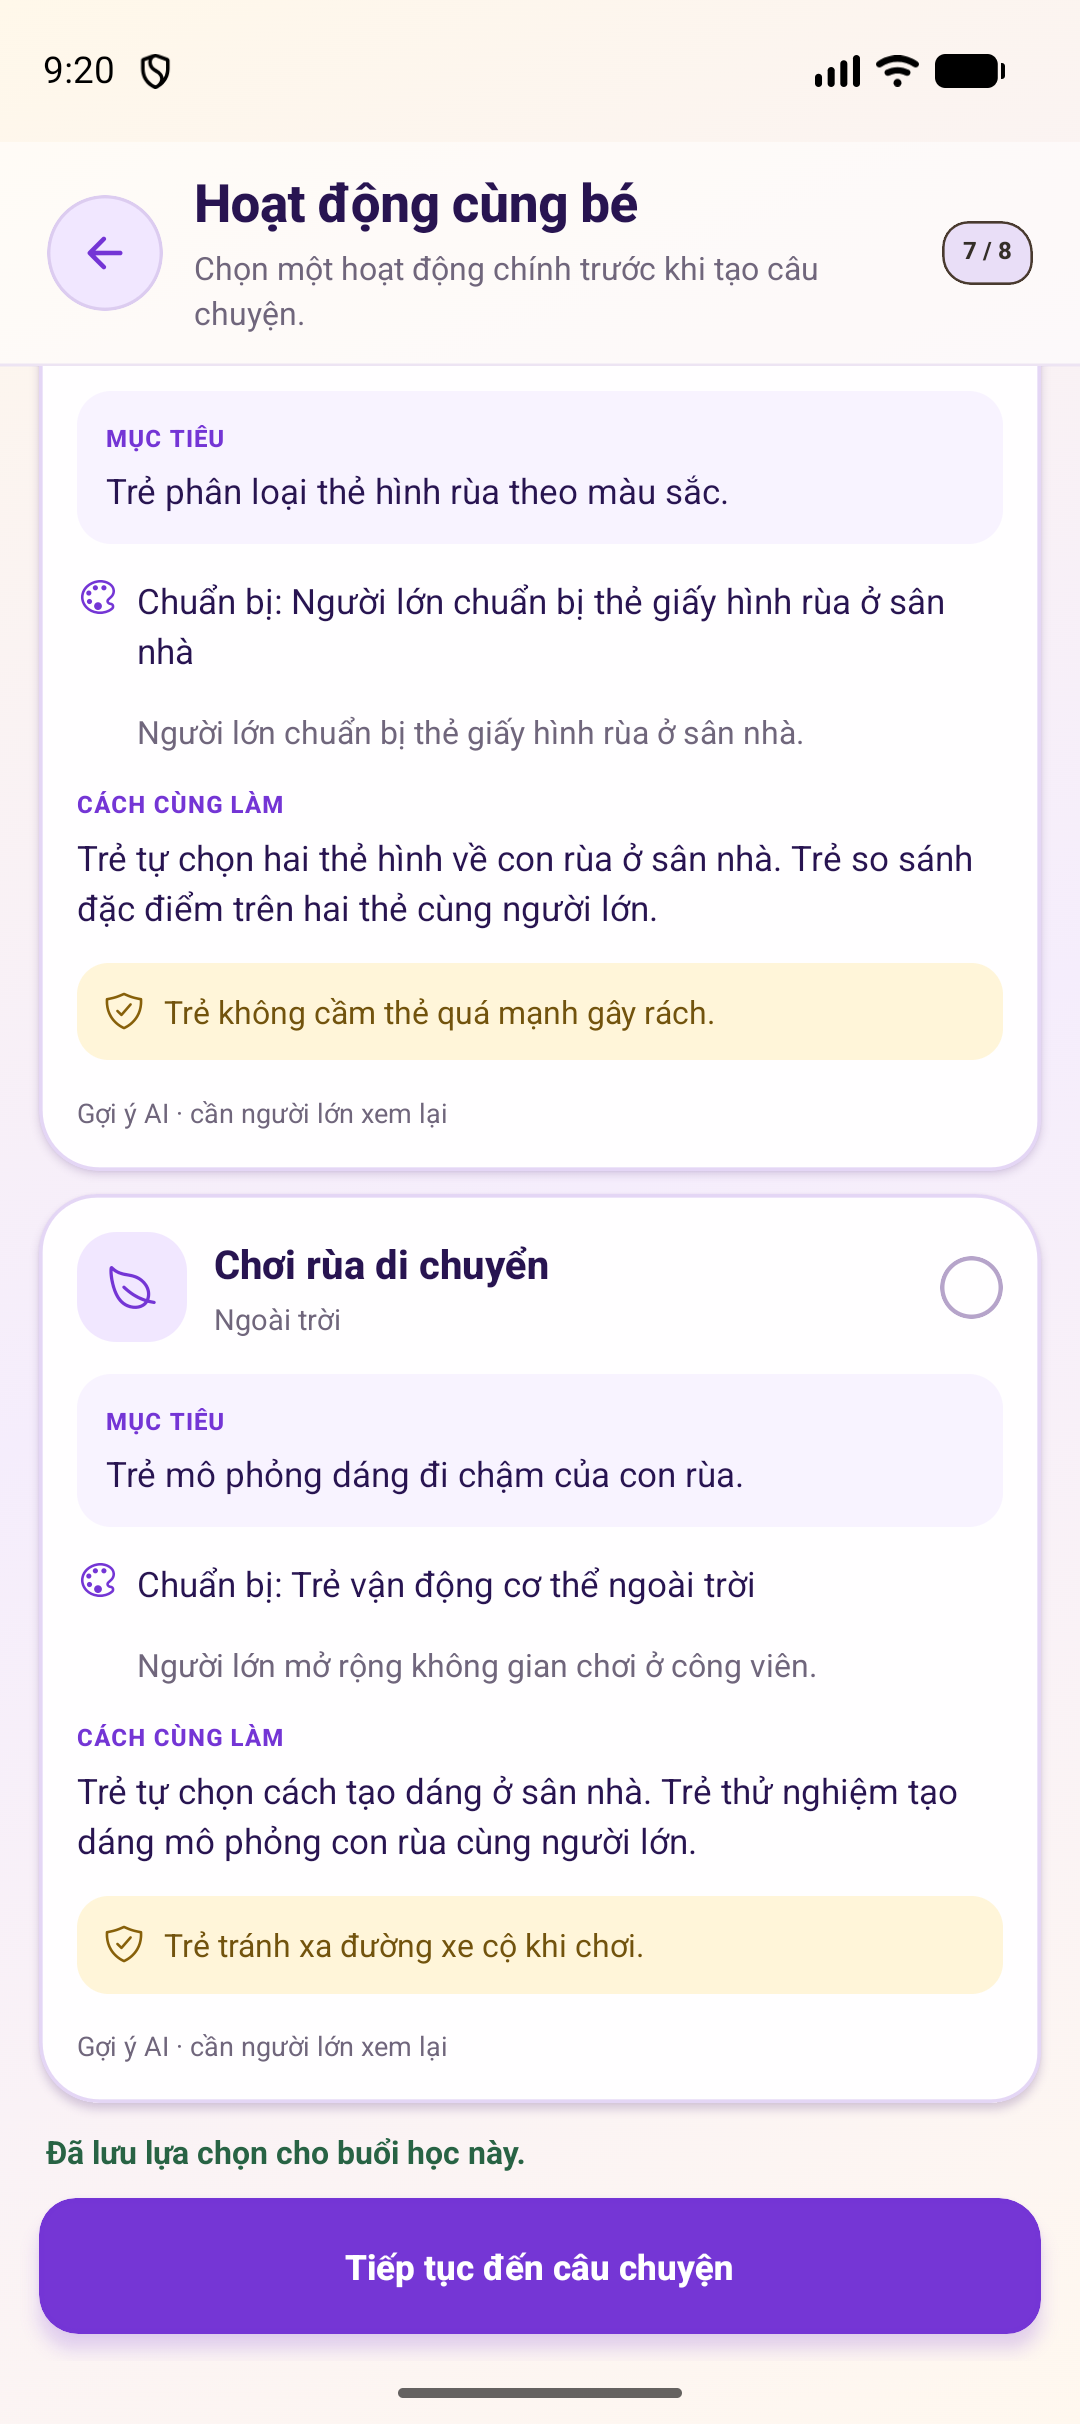 9:20
Hoạt động cùng bé
Chọn một hoạt động chính trước khi tạo câu
chuyện.
7 / 8
MỤC TIÊU
Trẻ phân loại thẻ hình rùa theo màu sắc.
Chuẩn bị: Người lớn chuẩn bị thẻ giấy hình rùa ở sân
nhà
Người lớn chuẩn bị thẻ giấy hình rùa ở sân nhà.
CÁCH CÙNG LÀM
Trẻ tự chọn hai thẻ hình về con rùa ở sân nhà. Trẻ so sánh
đặc điểm trên hai thẻ cùng người lớn.
Trẻ không cầm thẻ quá mạnh gây rách.
Gợi ý AI · cần người lớn xem lại
Chơi rùa di chuyển
Ngoài trời
MỤC TIÊU
Trẻ mô phỏng dáng đi chậm của con rùa.
Chuẩn bị: Trẻ vận động cơ thể ngoài trời
Người lớn mở rộng không gian chơi ở công viên.
CÁCH CÙNG LÀM
Trẻ tự chọn cách tạo dáng ở sân nhà. Trẻ thử nghiệm tạo
dáng mô phỏng con rùa cùng người lớn.
Trẻ tránh xa đường xe cộ khi chơi.
Gợi ý AI · cần người lớn xem lại
Đã lưu lựa chọn cho buổi học này.
Tiếp tục đến câu chuyện